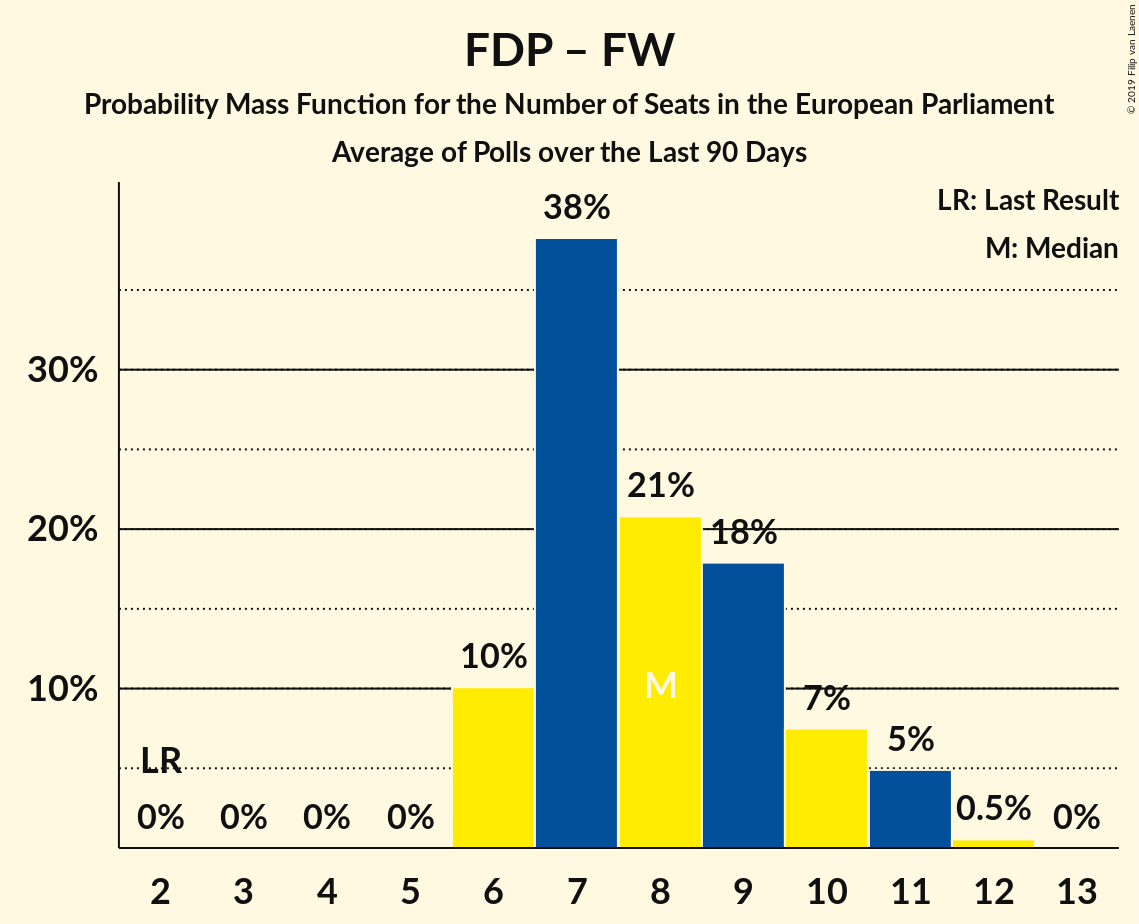 FDP – FW
Probability Mass Function for the Number of Seats in the European Parliament
Average of Polls over the Last 90 Days
© 2019 Filip van Laenen
LR: Last Result
M: Median
38%
30%
21%
20%
18%
10%
10%
M
7%
5%
LR
0%
0%
0%
0%
0.5%
0%
2 3 4 5 6 7 8 9 10 11 12 13